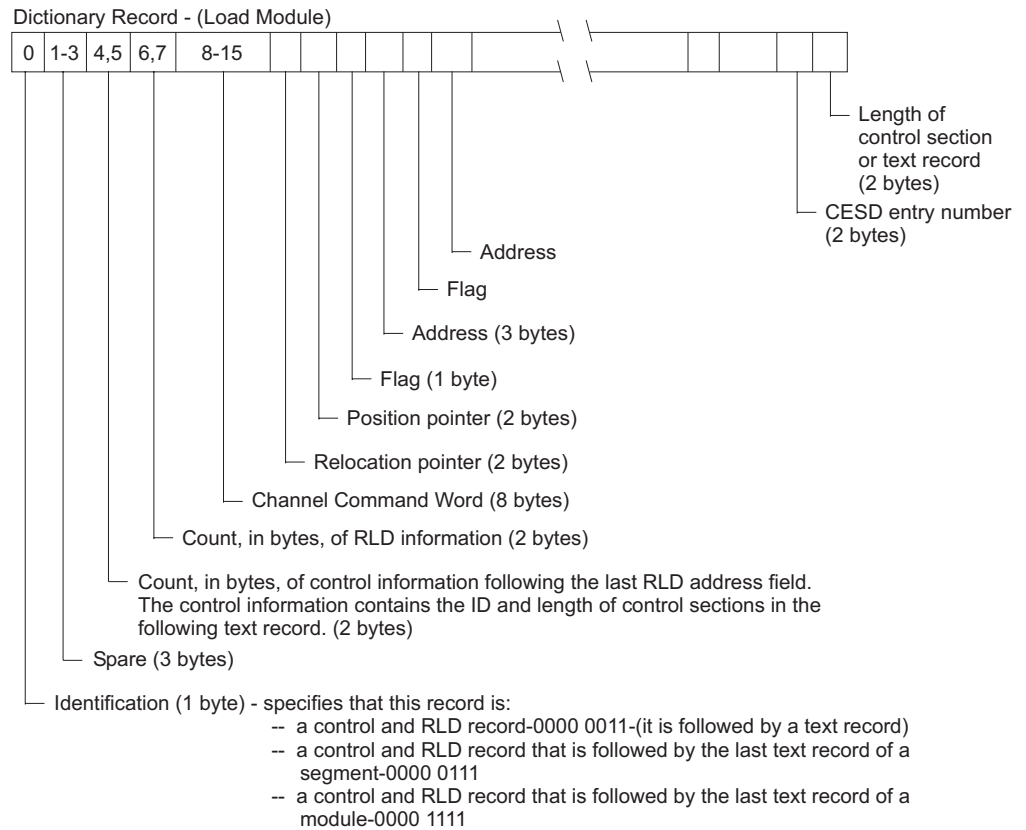 Dictionary Record - (Load Module)
0 1-3 4,5 6,7 8-15
Length of
control section
or text record
(2 bytes)
CESD entry number
(2 bytes)
Address
Flag
Address (3 bytes)
Flag (1 byte)
Position pointer (2 bytes)
Relocation pointer (2 bytes)
Channel Command Word (8 bytes)
Count, in bytes, of RLD information (2 bytes)
Count, in bytes, of control information following the last RLD address field.
The control information contains the ID and length of control sections in the
following text record. (2 bytes)
Spare (3 bytes)
Identification (1 byte) - specifies that this record is:
-- a control and RLD record-0000 0011-(it is followed by a text record)
-- a control and RLD record that is followed by the last text record of a
segment-0000 0111
-- a control and RLD record that is followed by the last text record of a
module-0000 1111